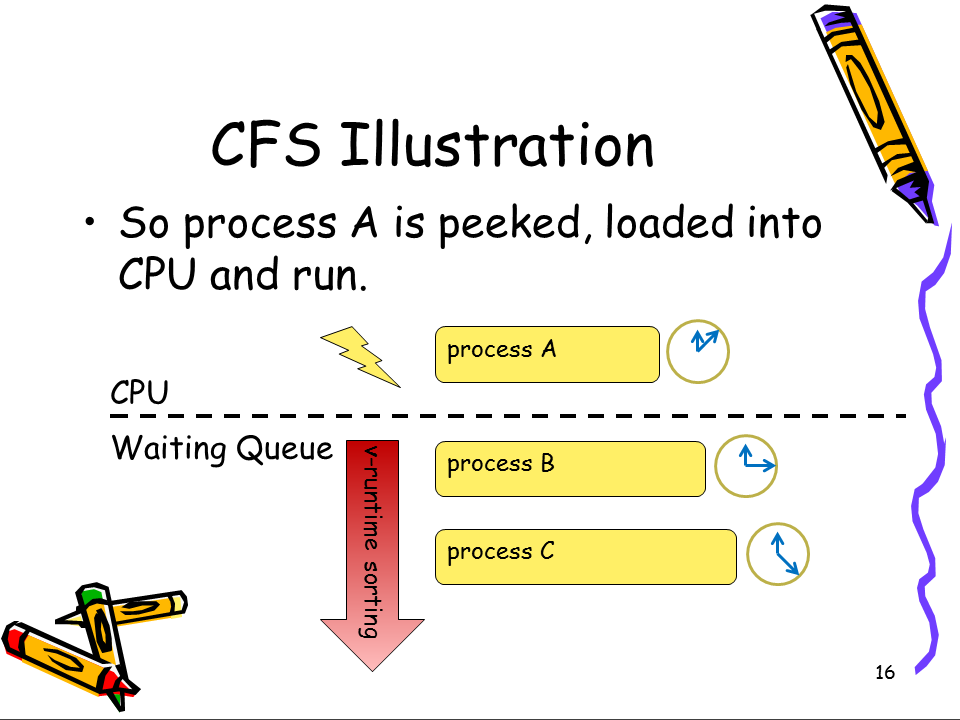 CFS Illustration
• So process A is peeked, loaded into
CPU and run.
process A
CPU
Waiting Queue
v-runtime sorting
process B
process C
16